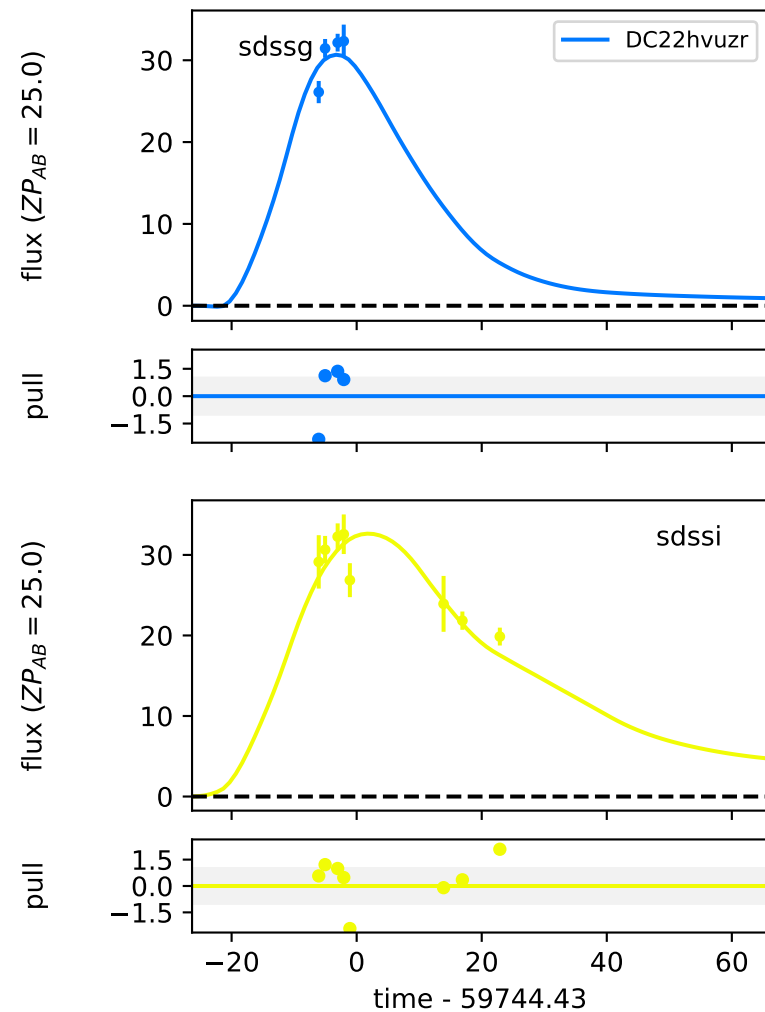 sdssg
DC22hvuzr
flux (ZP_AB = 25.0)
30
20
10
0
pull
1.5
0.0
−1.5
sdssi
flux (ZP_AB = 25.0)
30
20
10
0
pull
1.5
0.0
−1.5
−20 0 20 40 60
time - 59744.43